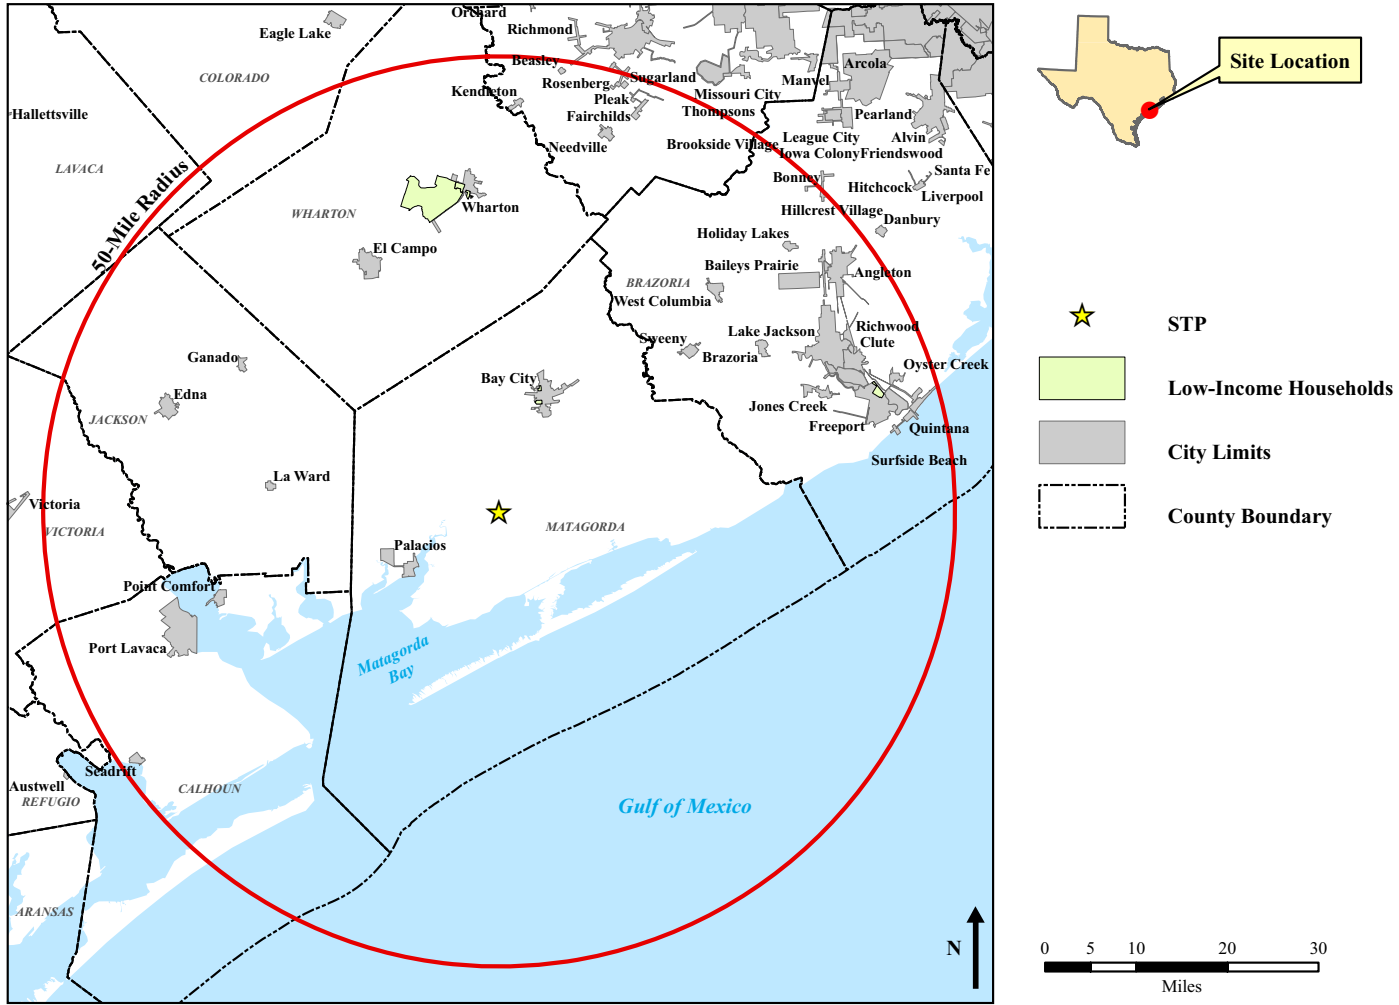 Orchard
Eagle Lake
Richmond
COLORADO
Beasley
Rosenberg
Sugarland
Arcola
Manvel
Missouri City
Kendleton
Pleak
Thompsons
Fairchilds
Hallettsville
Pearland
League City
Alvin
Needville
Brookside Village
Iowa Colony
Friendswood
LAVACA
Santa Fe
Bonney
Hitchcock
Liverpool
50-Mile Radius
WHARTON
Wharton
Hillcrest Village
Danbury
Holiday Lakes
El Campo
Baileys Prairie
Angleton
BRAZORIA
West Columbia
Lake Jackson
Richwood
Clute
Sweeny
Brazoria
Ganado
Oyster Creek
Bay City
Edna
Jones Creek
JACKSON
Freeport
Quintana
Surfside Beach
La Ward
Victoria
VICTORIA
MATAGORDA
Palacios
Point Comfort
Port Lavaca
Matagorda
Bay
Seadrift
Austwell
CALHOUN
REFUGIO
Gulf of Mexico
ARANSAS
N
Site Location
STP
Low-Income Households
City Limits
County Boundary
0 5 10 20 30
Miles